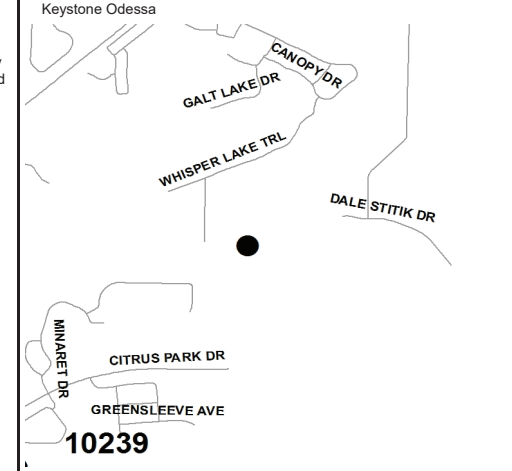 Keystone Odessa
CANOPY DR
GALT LAKE DR
WHISPER LAKE TRL
DALE STITIK DR
MINARET DR
CITRUS PARK DR
GREENSLEEVE AVE
10239